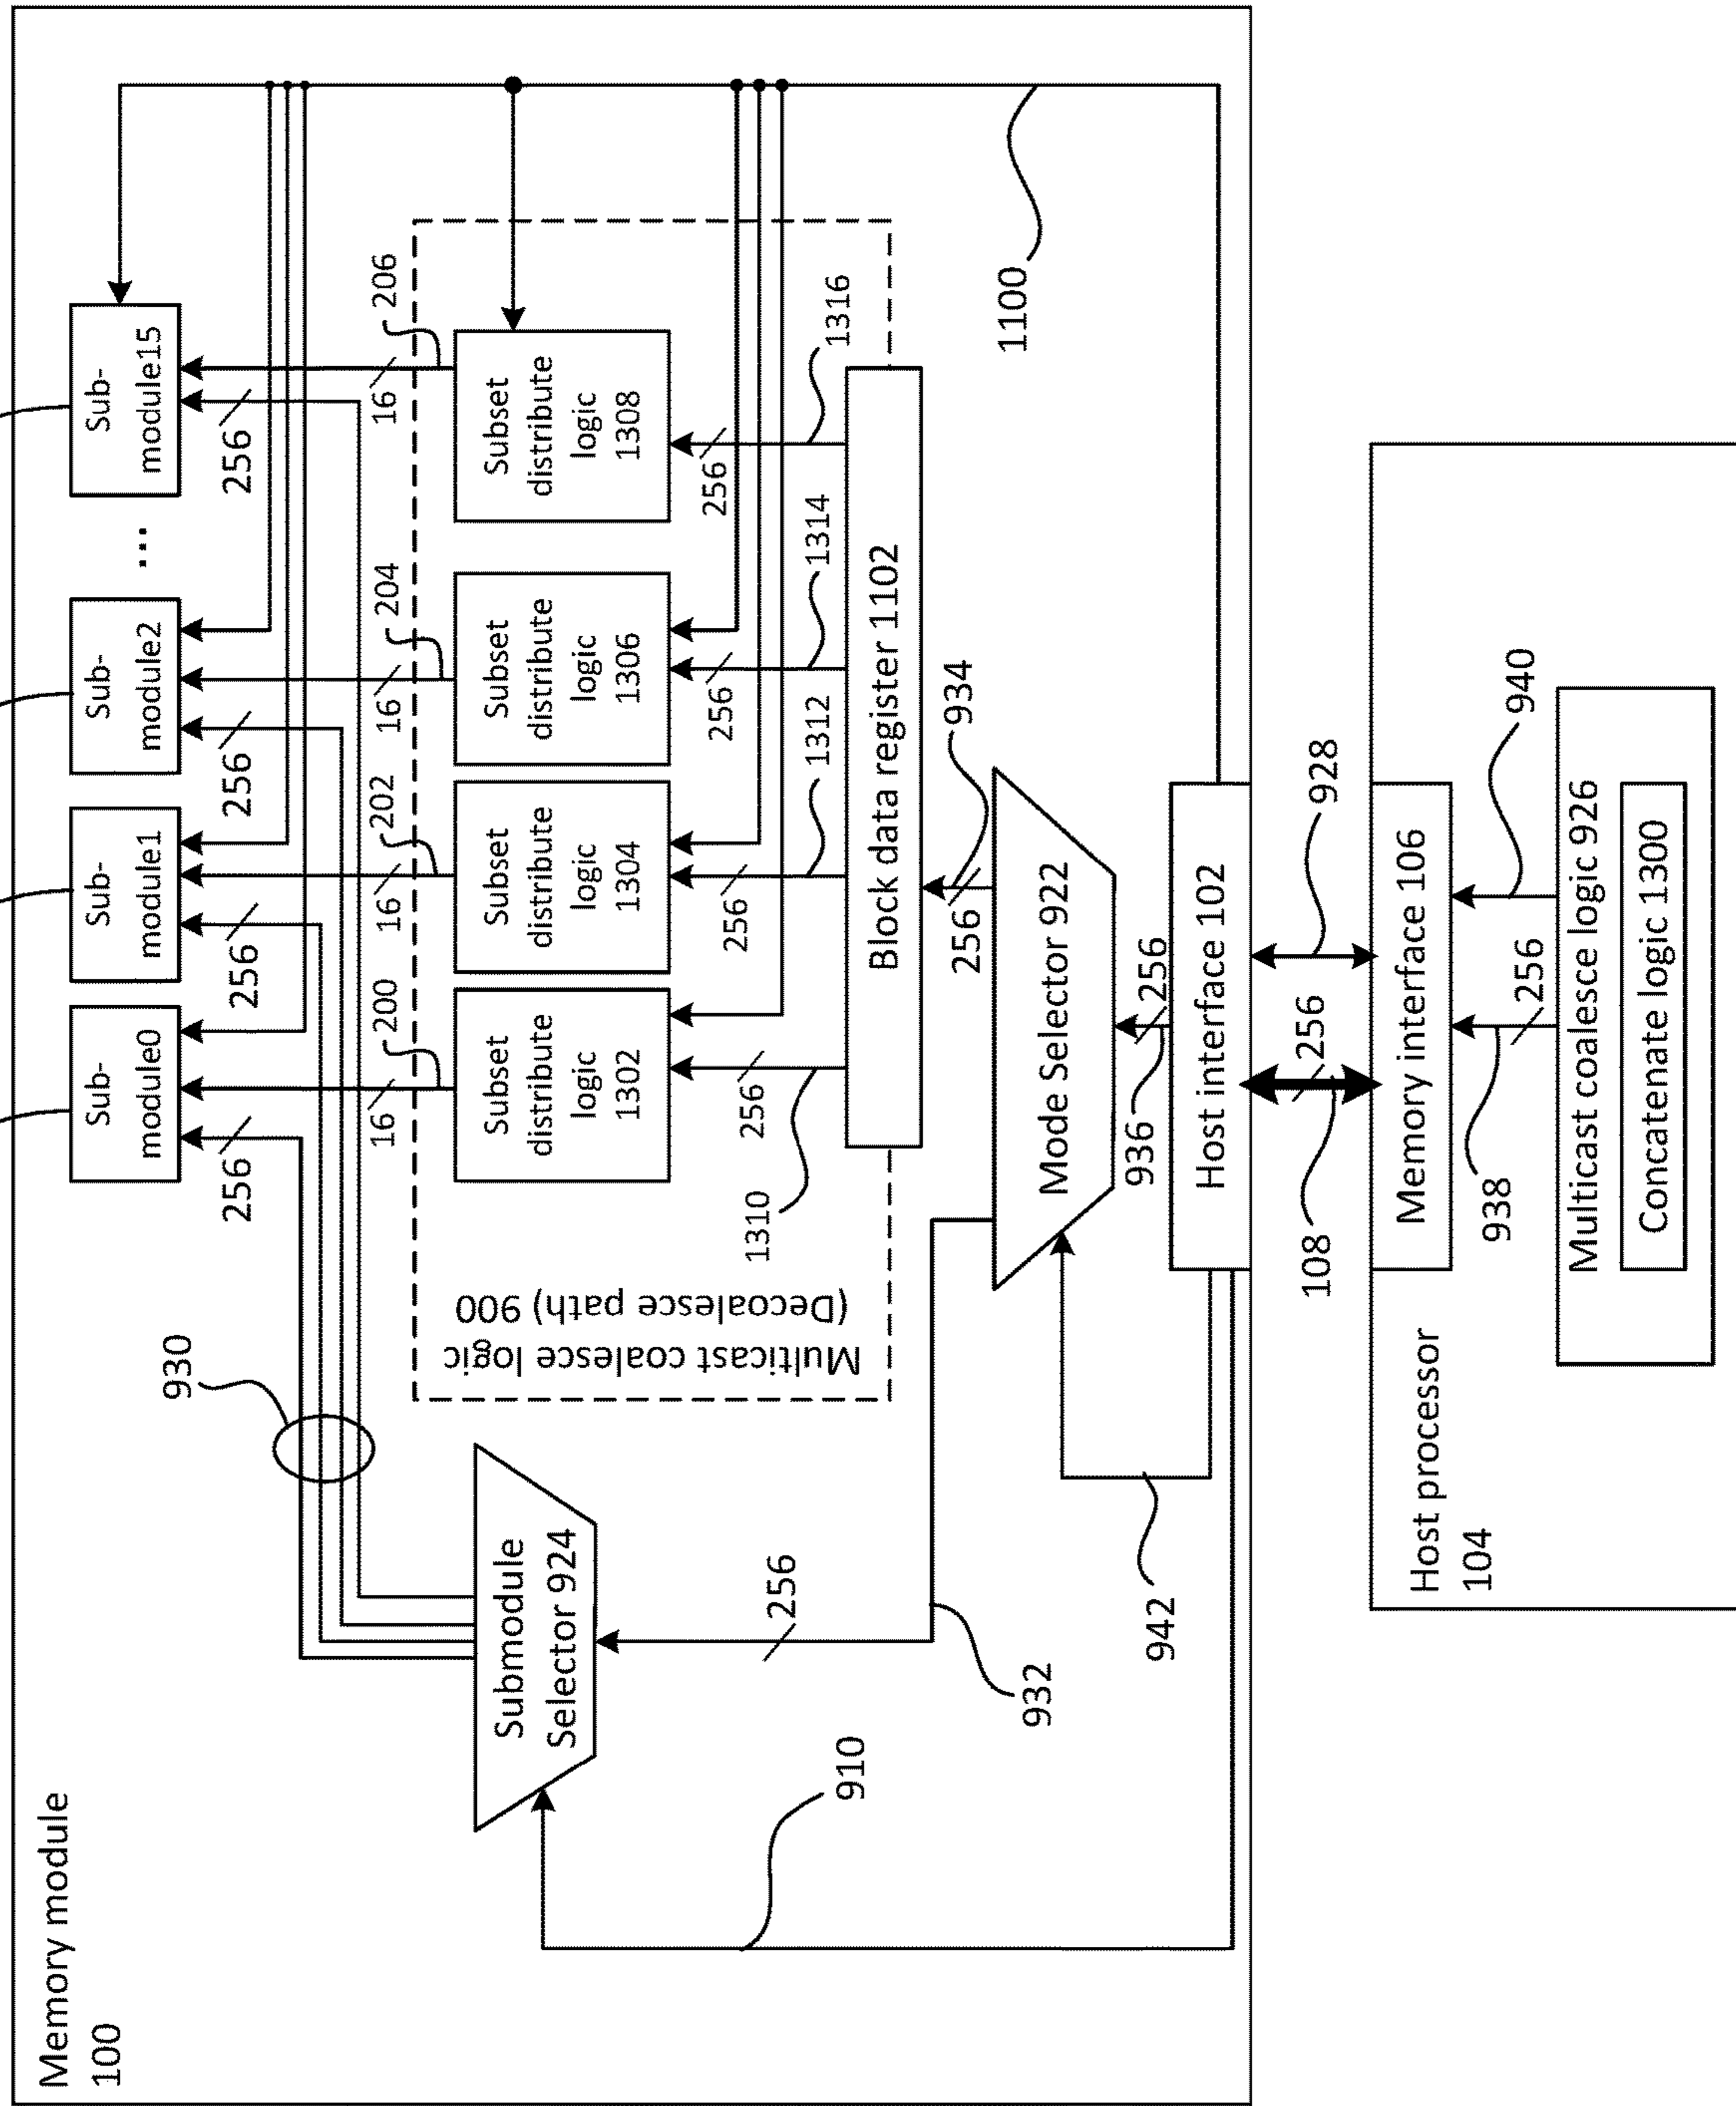 Memory module
100
Sub-
module0
Sub-
module1
Sub-
module2
...
Sub-
module15
256
256
256
256
930
16
200
16
202
16
204
16
206
Submodule
Selector 924
Multicast coalesce logic
(Decoalesce path) 900
Subset
distribute
logic
1302
Subset
distribute
logic
1304
Subset
distribute
logic
1306
Subset
distribute
logic
1308
256
1310
256
1312
256
1314
256
1316
Block data register 1102
910
932
256
256
934
Mode Selector 922
942
936
256
1100
Host interface 102
108
256
928
Host processor
104
Memory interface 106
938
256
940
Multicast coalesce logic 926
Concatenate logic 1300